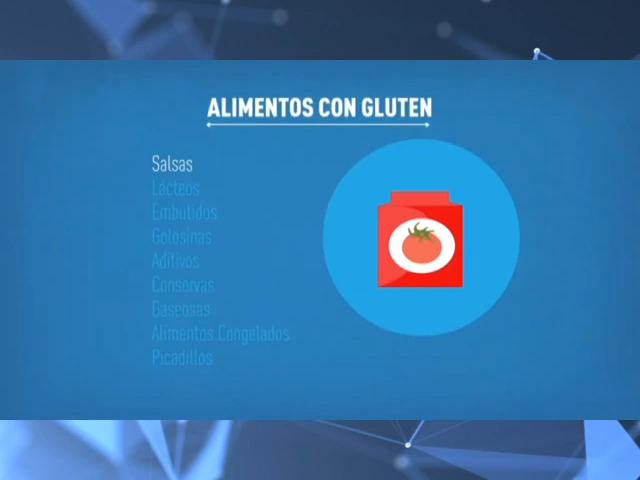 ALIMENTOS CON GLUTEN
Salsas
Lácteos
Embutidos
Golosinas
Aditivos
Conservas
Gaseosas
Alimentos Congelados
Picadillos